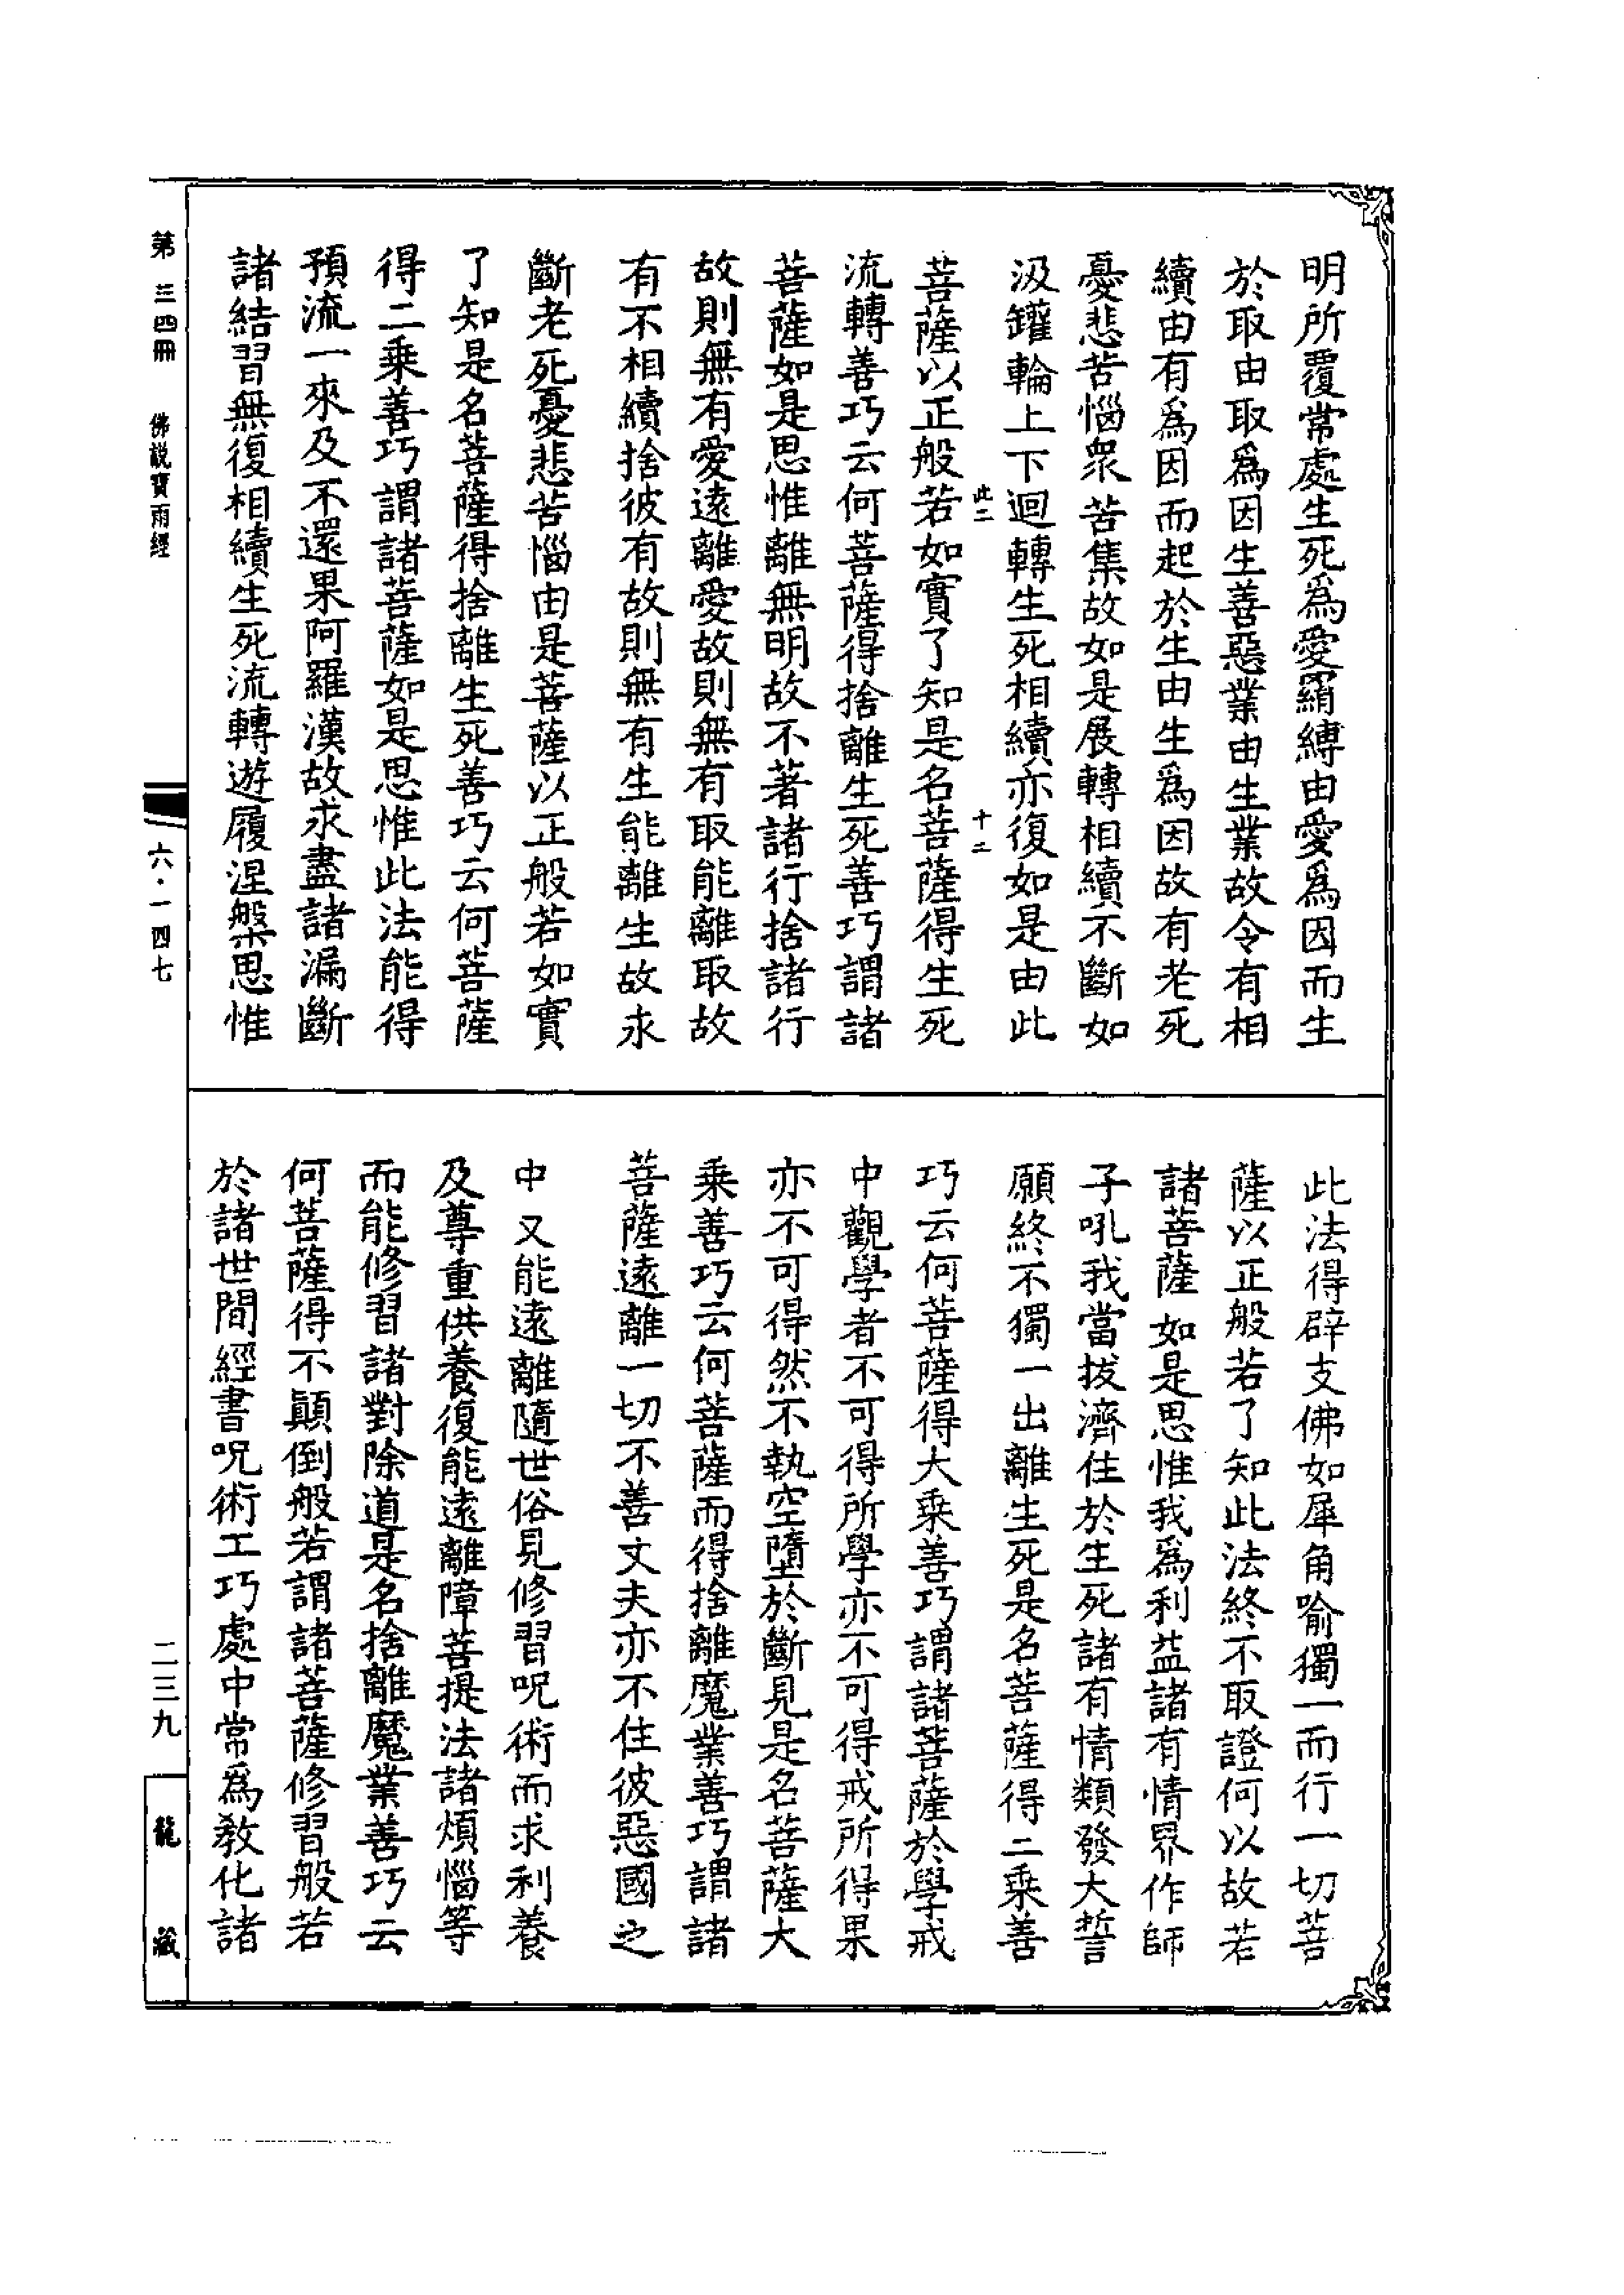 明所覆常處生死爲愛羂縛由愛爲因而生
於取由取爲因生善惡業由生業故令有相
續由有爲因而起於生由生爲因故有老死
憂悲苦惱衆苦集故如是展轉相續不斷如
汲鑵輪上下迴轉生死相續亦復如是由此
此二　十二
菩薩以正般若如實了知是名菩薩得生死
流轉善巧云何菩薩得捨離生死善巧謂諸
菩薩如是思惟離無明故不著諸行捨諸行
故則無有愛遠離愛故則無有取能離取故
有不相續捨彼有故則無有生能離生故永
斷老死憂悲苦惱由是菩薩以正般若如實
了知是名菩薩得捨離生死善巧云何菩薩
得二乘善巧謂諸菩薩如是思惟此法能得
預流一來及不還果阿羅漢故永盡諸漏斷
諸結習無復相續生死流轉遊履涅槃思惟
此法得辟支佛如犀角喻獨一而行一切菩
薩以正般若了知此法終不取證何以故若
諸菩薩如是思惟我爲利益諸有情界作師
子吼我當拔濟住於生死諸有情類發大誓
願終不獨一出離生死是名菩薩得二乘善
巧云何菩薩得大乘善巧謂諸菩薩於學戒
中觀學者不可得所學亦不可得戒所得果
亦不可得然不執空墮於斷見是名菩薩大
乘善巧云何菩薩而得捨離魔業善巧謂諸
菩薩遠離一切不善丈夫亦不住彼惡國之
中又能遠離隨世俗見修習呪術而求利養
及尊重供養復能遠離障菩提法諸煩惱等
而能修習諸對除道是名捨離魔業善巧云
何菩薩得不顚倒般若謂諸菩薩修習般若
於諸世間經書呪術工巧處中常爲教化諸
第三四冊　佛說寶雨經
六・一四七
二三九
龍藏